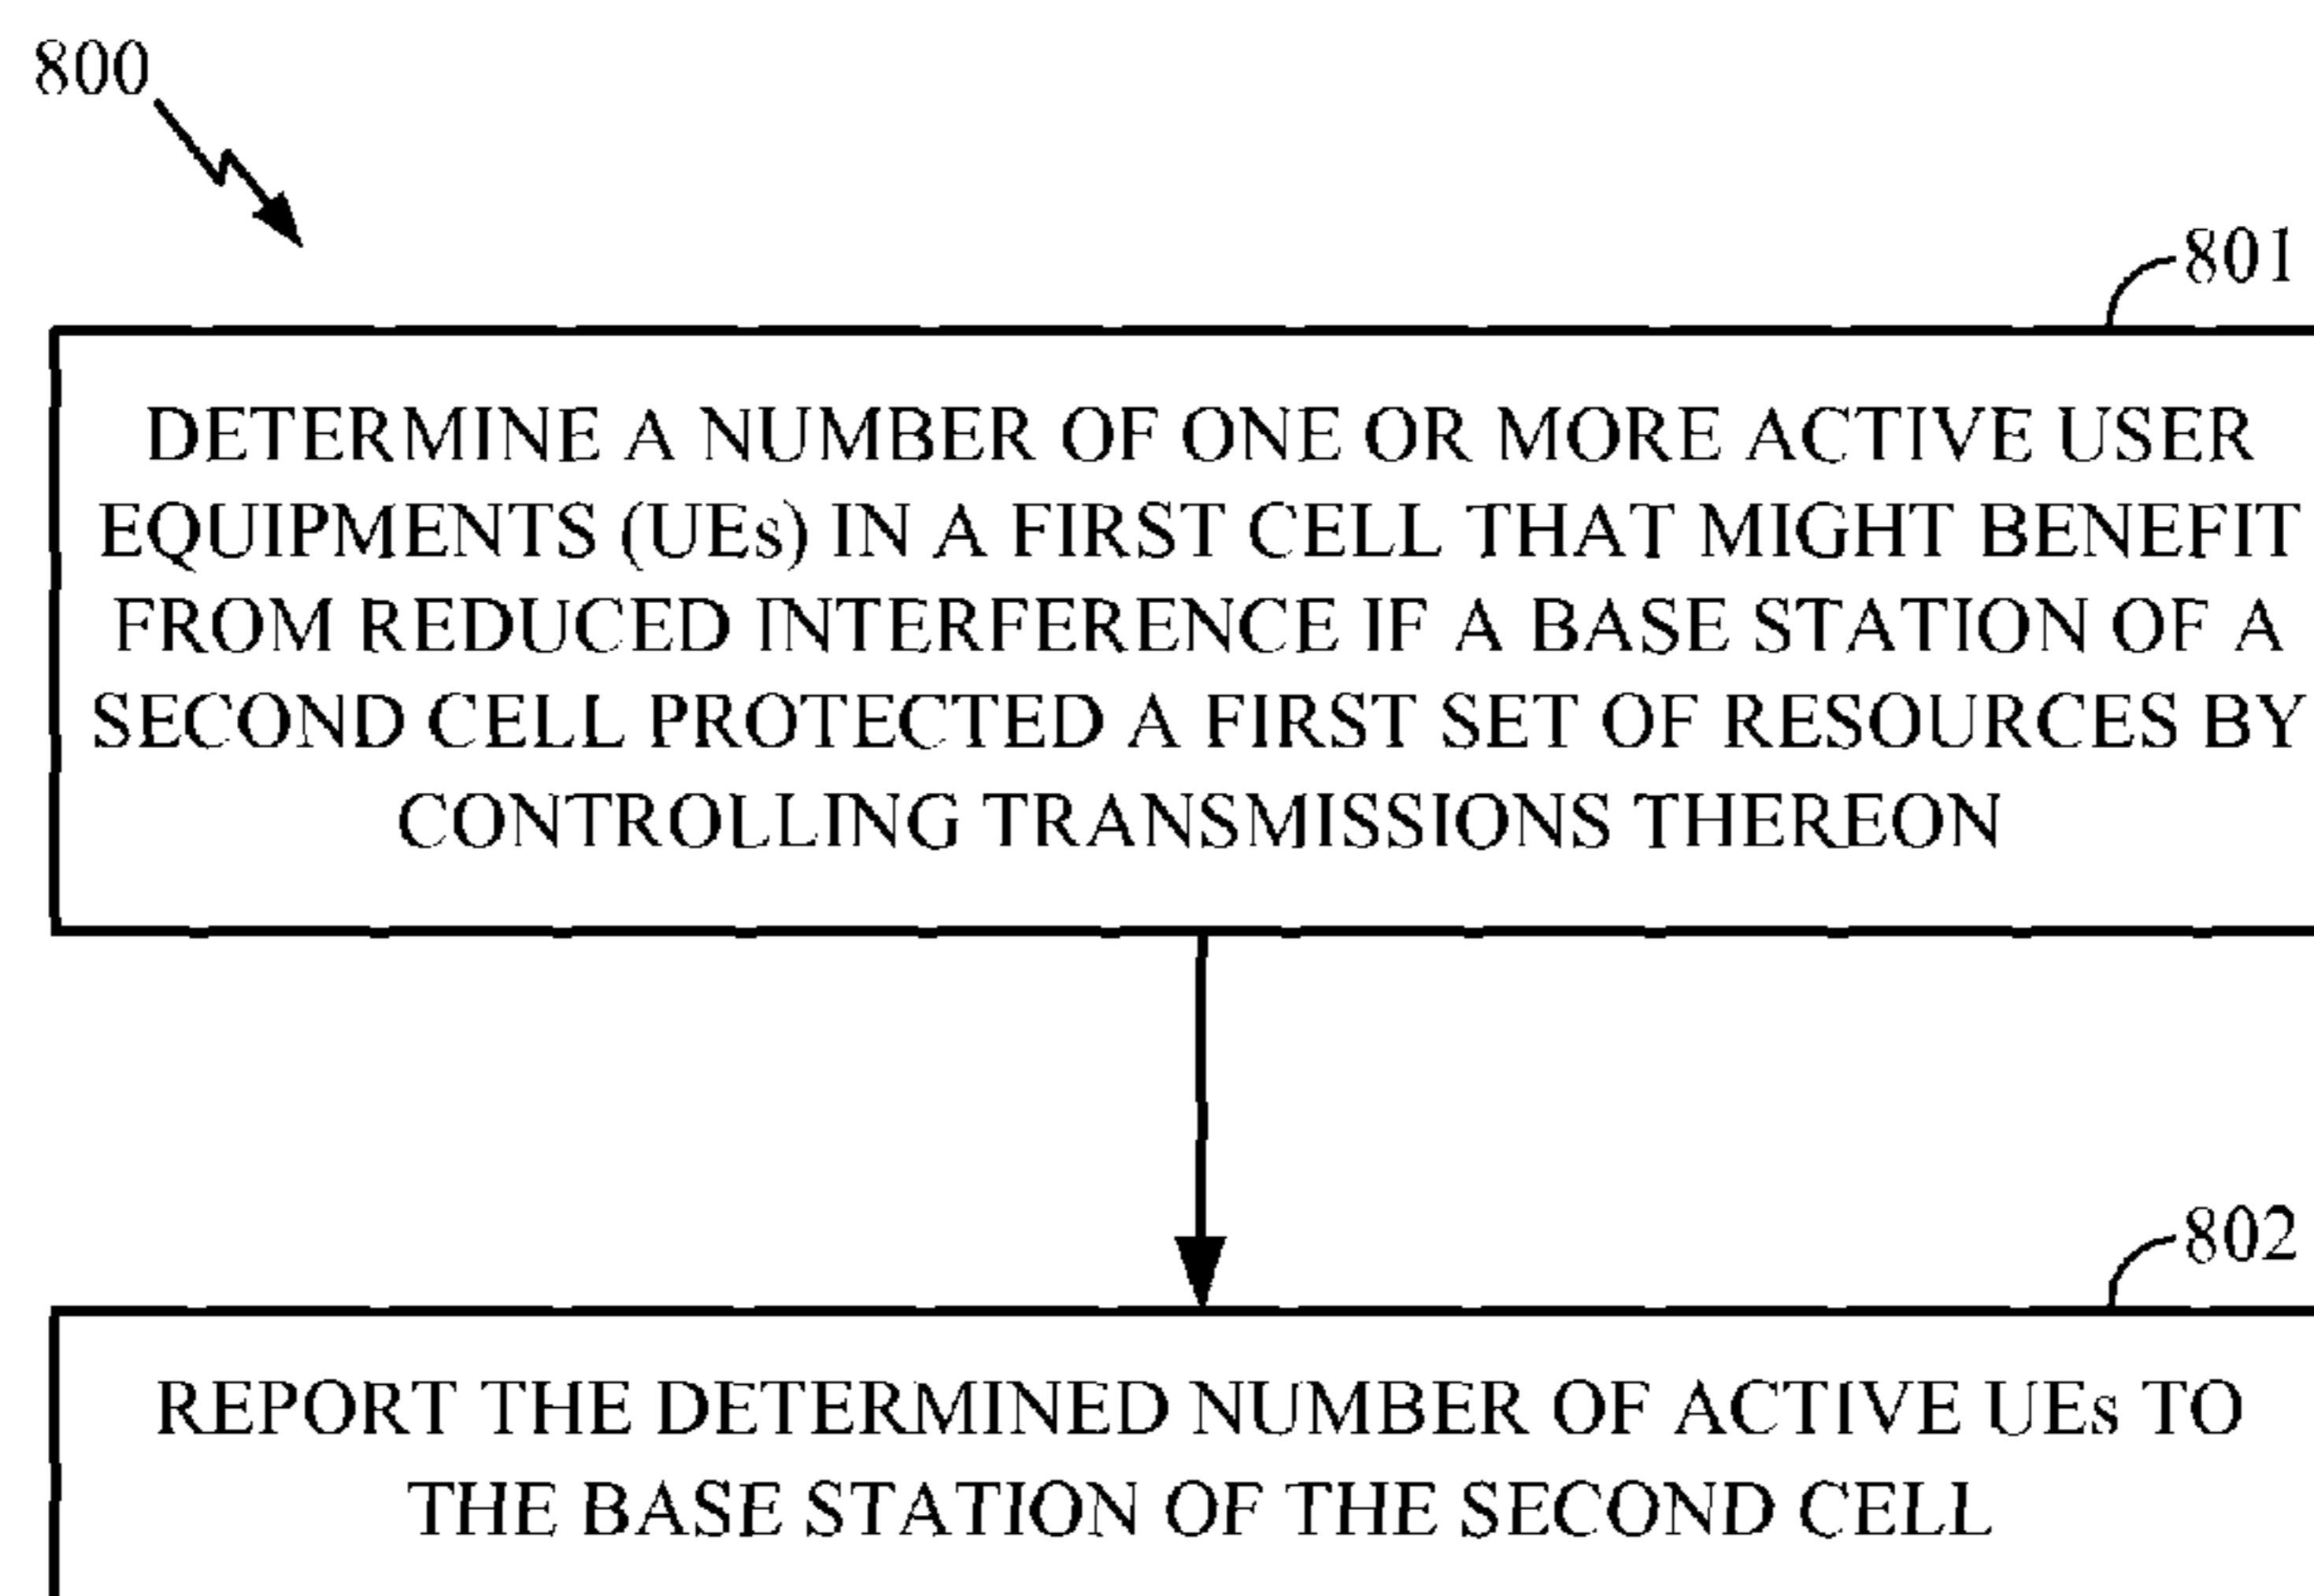 800
801
DETERMINE A NUMBER OF ONE OR MORE ACTIVE USER
EQUIPMENTS (UEs) IN A FIRST CELL THAT MIGHT BENEFIT
FROM REDUCED INTERFERENCE IF A BASE STATION OF A
SECOND CELL PROTECTED A FIRST SET OF RESOURCES BY
CONTROLLING TRANSMISSIONS THEREON
802
REPORT THE DETERMINED NUMBER OF ACTIVE UEs TO
THE BASE STATION OF THE SECOND CELL